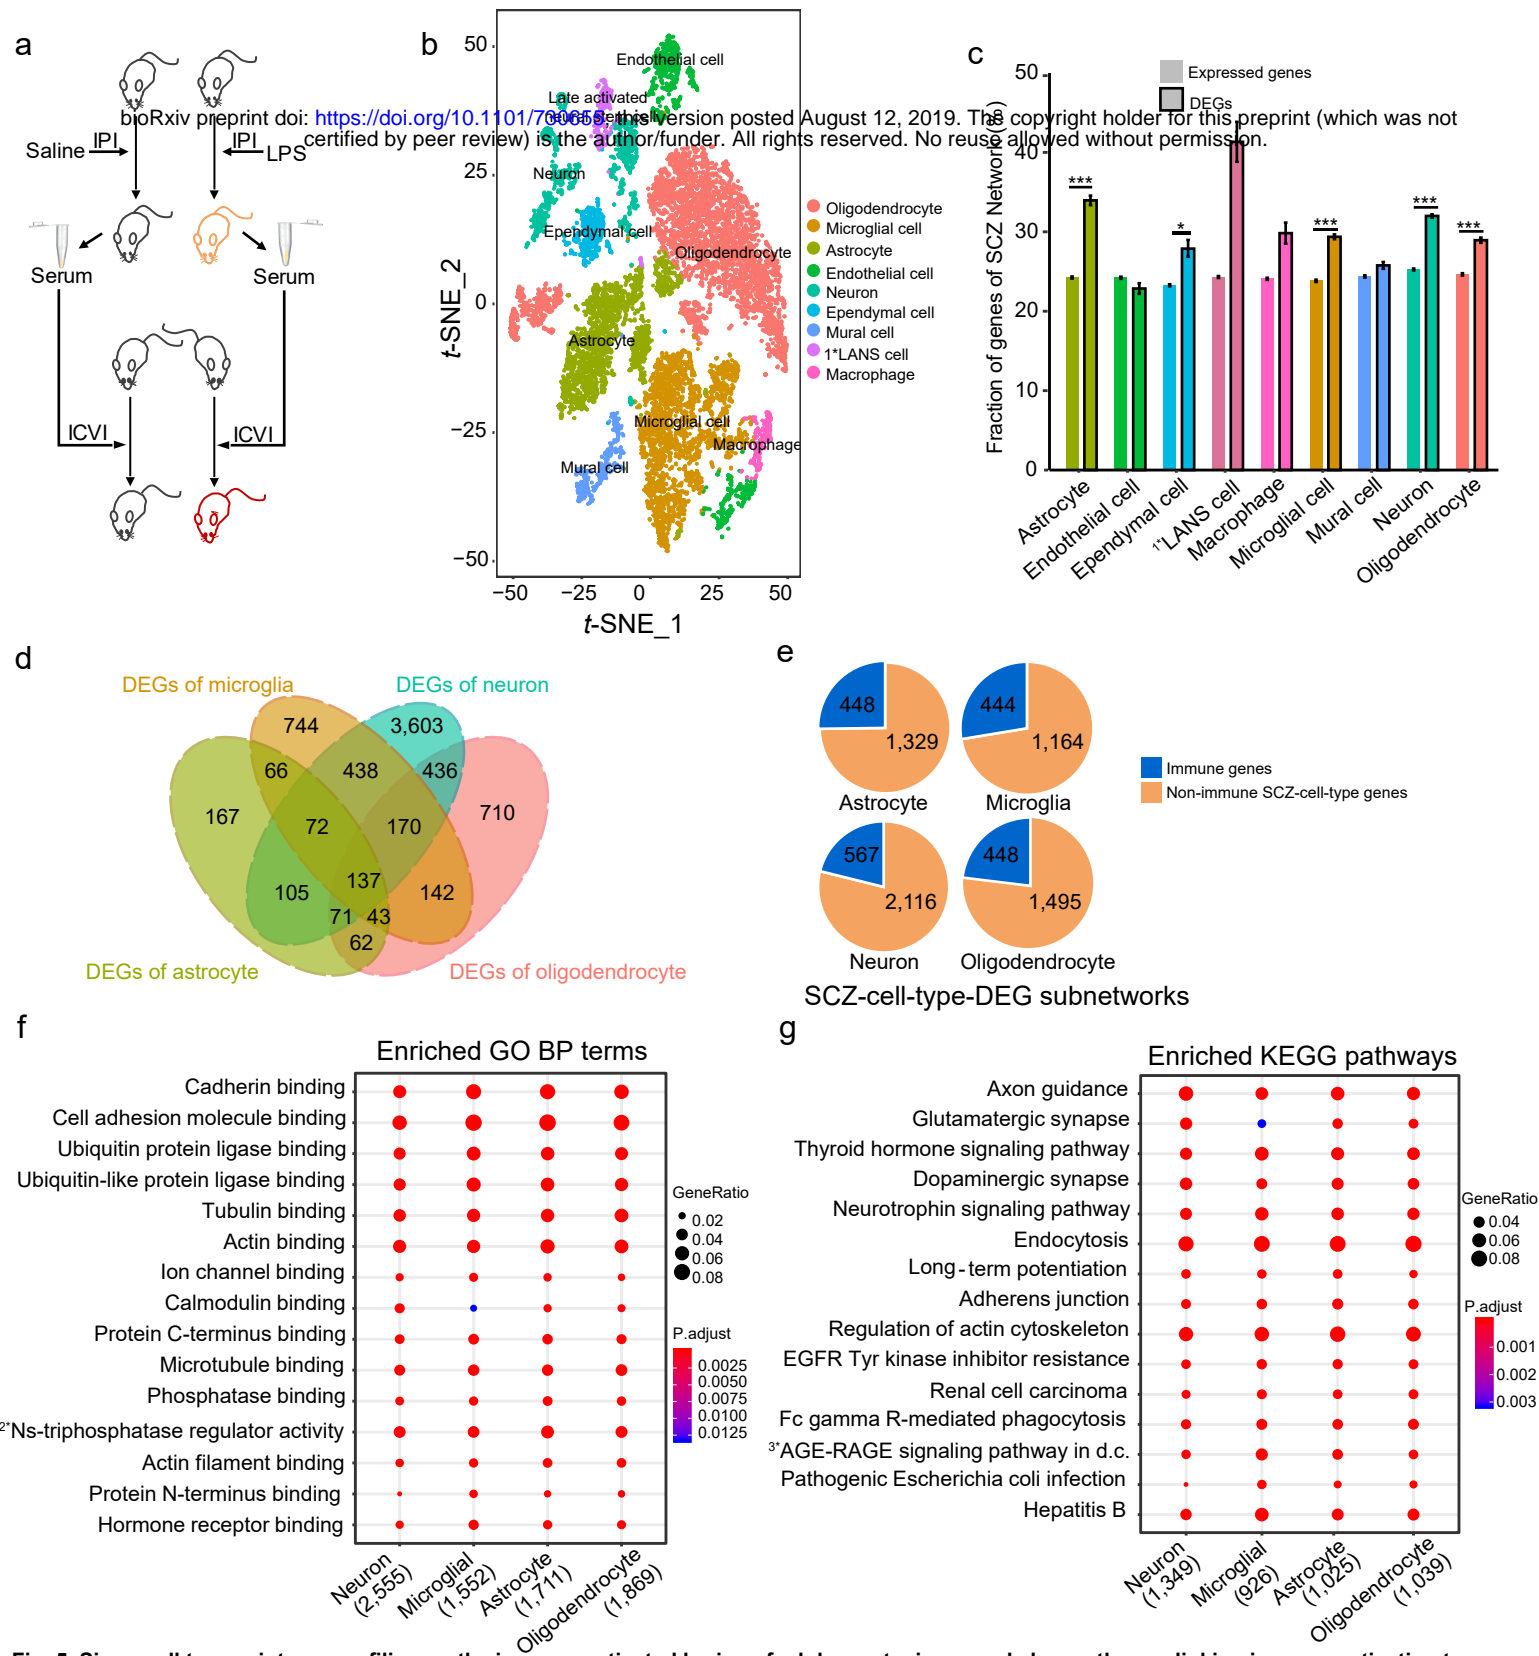 a
Saline
IPI
IPI
LPS
Serum
Serum
ICVI
ICVI
bioRxiv preprint doi: https://doi.org/10.1101/730655; this version posted August 12, 2019. The copyright holder for this preprint (which was not
certified by peer review) is the author/funder. All rights reserved. No reuse allowed without permission.
b
50
25
0
−25
−50
t-SNE_2
−50
−25
0
25
50
t-SNE_1
Endothelial cell
Late activated
neural stem cell
Neuron
Ependymal cell
Oligodendrocyte
Astrocyte
Microglial cell
Macrophage
Mural cell
Oligodendrocyte
Microglial cell
Astrocyte
Endothelial cell
Neuron
Ependymal cell
Mural cell
1*LANS cell
Macrophage
c
Expressed genes
DEGs
Fraction of genes of SCZ Network(%)
50
40
30
20
10
0
***
*
***
***
***
Astrocyte
Endothelial cell
Ependymal cell
1*LANS cell
Macrophage
Microglial cell
Mural cell
Neuron
Oligodendrocyte
d
DEGs of microglia
DEGs of neuron
744
3,603
66
438
436
167
72
170
710
105
137
142
71
43
62
DEGs of astrocyte
DEGs of oligodendrocyte
e
448
1,329
Astrocyte
444
1,164
Microglia
567
2,116
Neuron
448
1,495
Oligodendrocyte
Immune genes
Non-immune SCZ-cell-type genes
SCZ-cell-type-DEG subnetworks
f
Enriched GO BP terms
Cadherin binding
Cell adhesion molecule binding
Ubiquitin protein ligase binding
Ubiquitin-like protein ligase binding
Tubulin binding
Actin binding
Ion channel binding
Calmodulin binding
Protein C-terminus binding
Microtubule binding
Phosphatase binding
2*Ns-triphosphatase regulator activity
Actin filament binding
Protein N-terminus binding
Hormone receptor binding
Neuron
(2,555)
Microglial
(1,552)
Astrocyte
(1,711)
Oligodendrocyte
(1,869)
GeneRatio
0.02
0.04
0.06
0.08
P.adjust
0.0025
0.0050
0.0075
0.0100
0.0125
g
Enriched KEGG pathways
Axon guidance
Glutamatergic synapse
Thyroid hormone signaling pathway
Dopaminergic synapse
Neurotrophin signaling pathway
Endocytosis
Long-term potentiation
Adherens junction
Regulation of actin cytoskeleton
EGFR Tyr kinase inhibitor resistance
Renal cell carcinoma
Fc gamma R-mediated phagocytosis
3*AGE-RAGE signaling pathway in d.c.
Pathogenic Escherichia coli infection
Hepatitis B
Neuron
(1,349)
Microglial
(926)
Astrocyte
(1,025)
Oligodendrocyte
(1,039)
GeneRatio
0.04
0.06
0.08
P.adjust
0.001
0.002
0.003